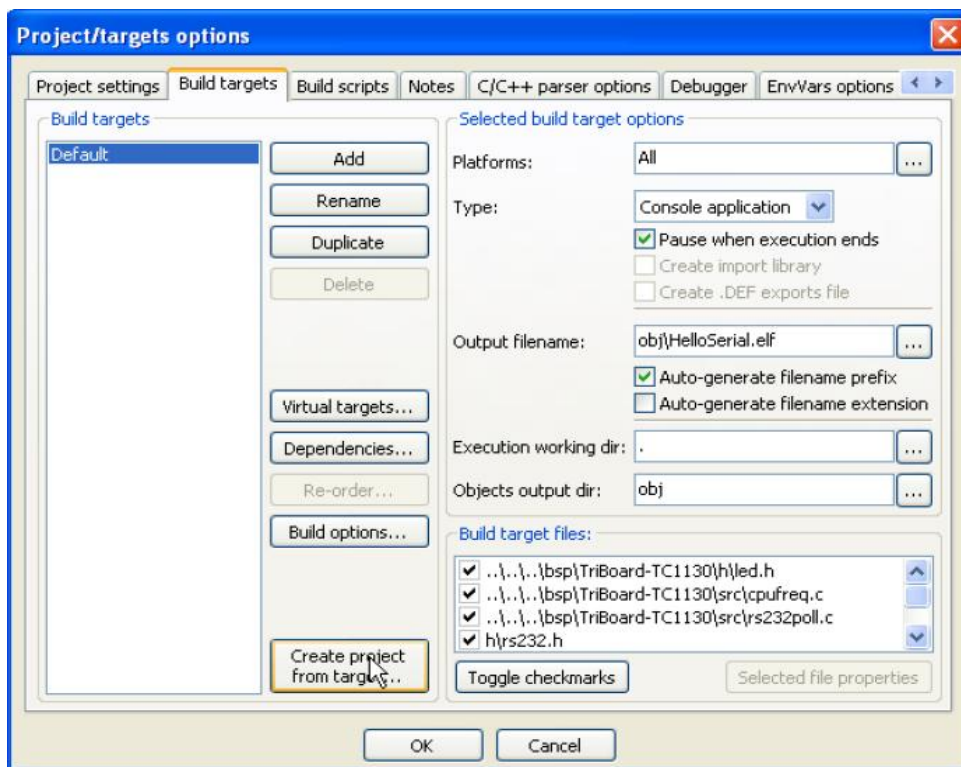 Project/targets options
Project settings
Build targets
Build scripts
Notes
C/C++ parser options
Debugger
EnvVars options
Build targets
Default
Add
Rename
Duplicate
Delete
Virtual targets...
Dependencies...
Re-order...
Build options...
Create project
from target...
Selected build target options
Platforms:
All
...
Type:
Console application
Pause when execution ends
Create import library
Create .DEF exports file
Output filename:
obj\HelloSerial.elf
...
Auto-generate filename prefix
Auto-generate filename extension
Execution working dir:
.
...
Objects output dir:
obj
...
Build target files:
..\..\..\bsp\TriBoard-TC1130\h\led.h
..\..\..\bsp\TriBoard-TC1130\src\cpufreq.c
..\..\..\bsp\TriBoard-TC1130\src\rs232poll.c
h\rs232.h
Toggle checkmarks
Selected file properties
OK
Cancel